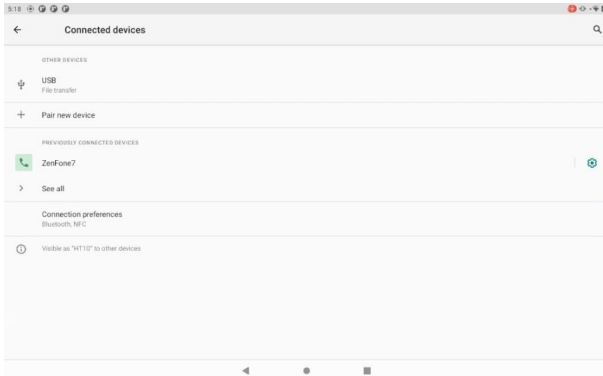 5:18
Connected devices
OTHER DEVICES
USB
File transfer
Pair new device
PREVIOUSLY CONNECTED DEVICES
ZenFone7
See all
Connection preferences
Bluetooth, NFC
Visible as "HT10" to other devices